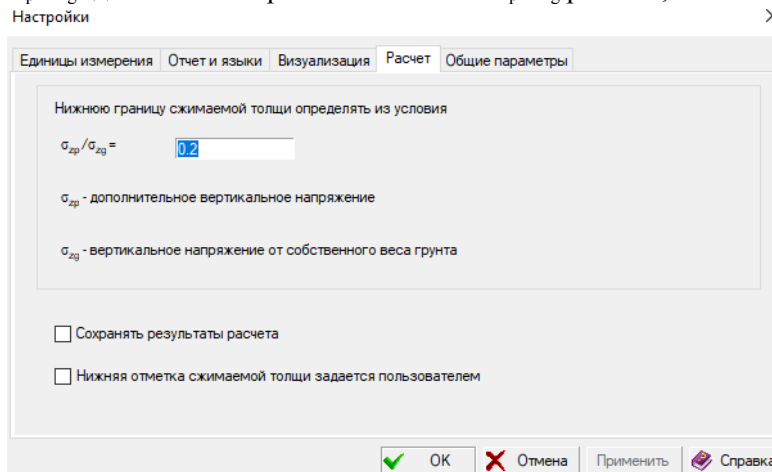 Настройки
Единицы измерения Отчет и языки Визуализация Расчет Общие параметры
Нижнюю границу сжимаемой толщи определять из условия
σzp/σzg= 0.2
σzp - дополнительное вертикальное напряжение
σzg - вертикальное напряжение от собственного веса грунта
Сохранять результаты расчета
Нижняя отметка сжимаемой толщи задается пользователем
OK Отмена Применить Справка